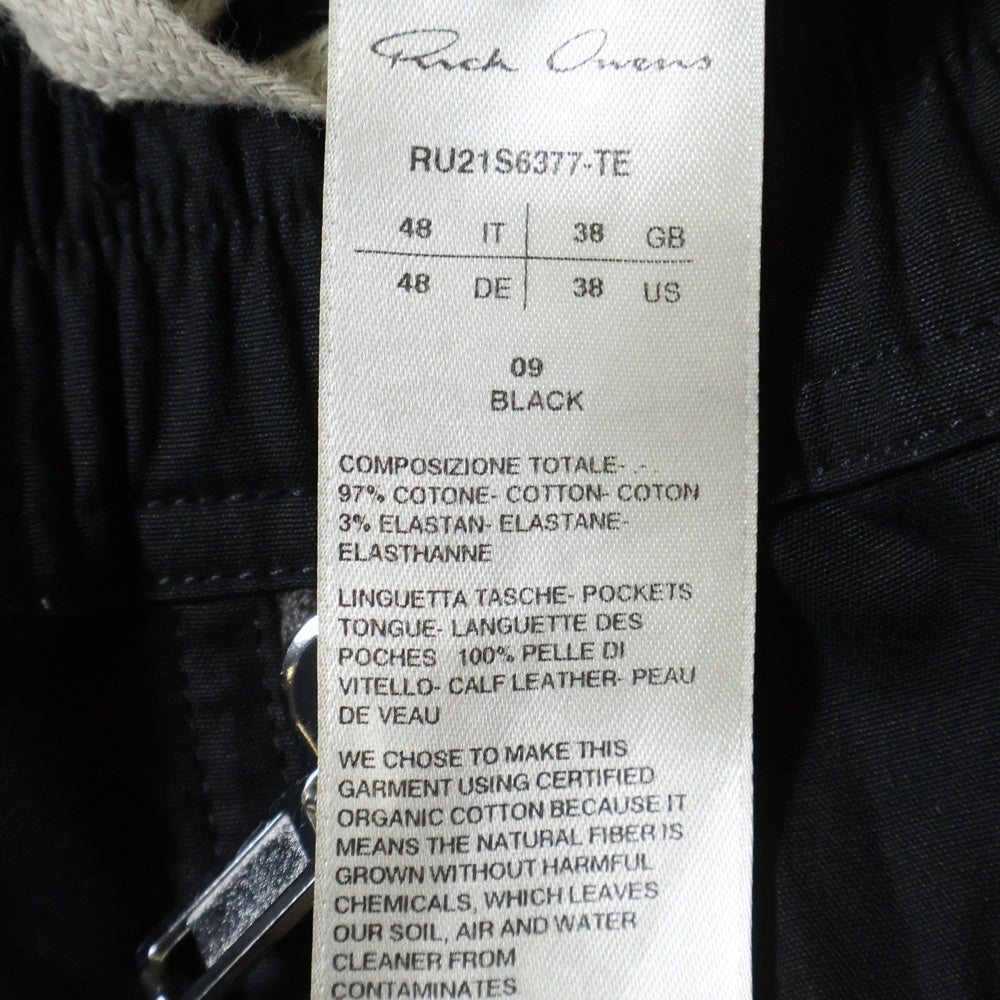 Rick Owens
RU21S6377-TE
48 IT 38 GB
48 DE 38 US
09
BLACK
COMPOSIZIONE TOTALE- .- .
97% COTONE- COTTON- COTON
3% ELASTAN- ELASTANE-
ELASTHANNE
LINGUETTA TASCHE- POCKETS
TONGUE- LANGUETTE DES
POCHES 100% PELLE DI
VITELLO- CALF LEATHER- PEAU
DE VEAU
WE CHOSE TO MAKE THIS
GARMENT USING CERTIFIED
ORGANIC COTTON BECAUSE IT
MEANS THE NATURAL FIBER IS
GROWN WITHOUT HARMFUL
CHEMICALS, WHICH LEAVES
OUR SOIL, AIR AND WATER
CLEANER FROM
CONTAMINATES